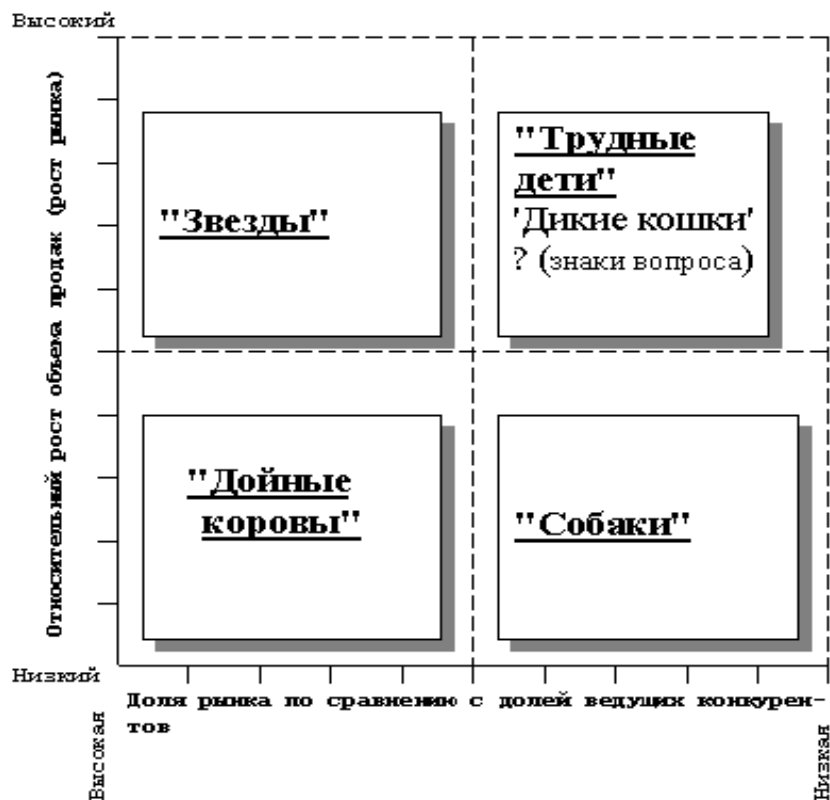 Высокий
Относительный рост объема продаж (рост рынка)
"Звезды"
"Трудные
дети"
'Дикие кошки'
? (знаки вопроса)
"Дойные
коровы"
"Собаки"
Низкий
Доля рынка по сравнению с долей ведущих конкурен-
тов
Высокая
Низкая